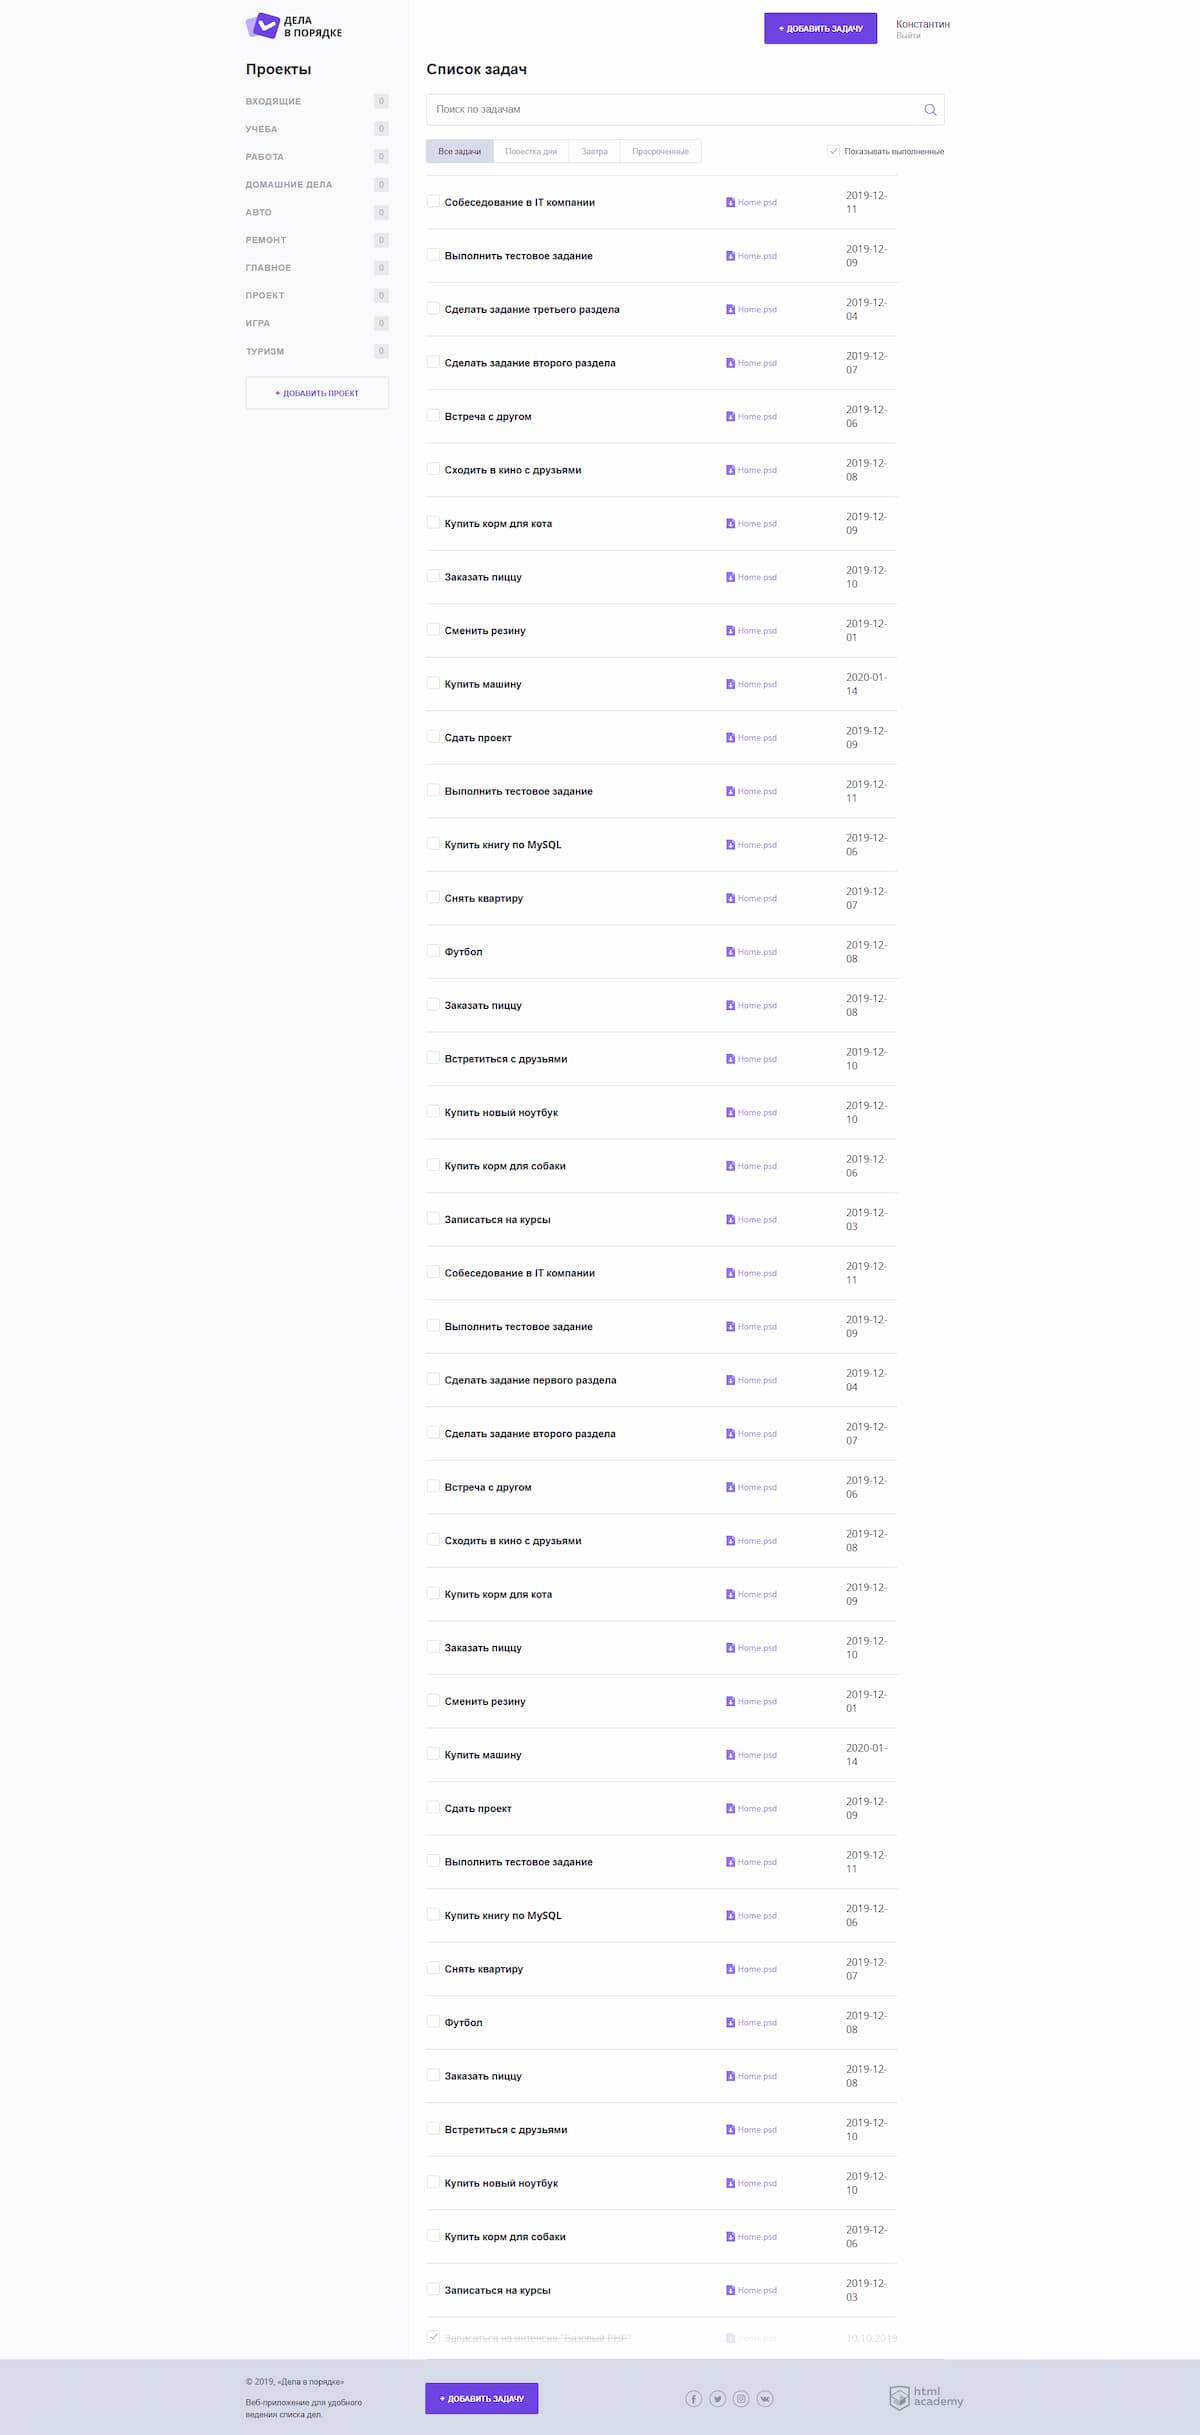 ДЕЛА
В ПОРЯДКЕ
+ ДОБАВИТЬ ЗАДАЧУ
Константин
Выйти
Проекты
ВХОДЯЩИЕ 0
УЧЕБА 0
РАБОТА 0
ДОМАШНИЕ ДЕЛА 0
АВТО 0
РЕМОНТ 0
ГЛАВНОЕ 0
ПРОЕКТ 0
ИГРА 0
ТУРИЗМ 0
+ ДОБАВИТЬ ПРОЕКТ
Список задач
Поиск по задачам
Все задачи Повестка дня Завтра Просроченные Показывать выполненные
Собеседование в IT компании Home.psd 2019-12-
11
Выполнить тестовое задание Home.psd 2019-12-
09
Сделать задание третьего раздела Home.psd 2019-12-
04
Сделать задание второго раздела Home.psd 2019-12-
07
Встреча с другом Home.psd 2019-12-
06
Сходить в кино с друзьями Home.psd 2019-12-
08
Купить корм для кота Home.psd 2019-12-
09
Заказать пиццу Home.psd 2019-12-
10
Сменить резину Home.psd 2019-12-
01
Купить машину Home.psd 2020-01-
14
Сдать проект Home.psd 2019-12-
09
Выполнить тестовое задание Home.psd 2019-12-
11
Купить книгу по MySQL Home.psd 2019-12-
06
Снять квартиру Home.psd 2019-12-
07
Футбол Home.psd 2019-12-
08
Заказать пиццу Home.psd 2019-12-
08
Встретиться с друзьями Home.psd 2019-12-
10
Купить новый ноутбук Home.psd 2019-12-
10
Купить корм для собаки Home.psd 2019-12-
06
Записаться на курсы Home.psd 2019-12-
03
Собеседование в IT компании Home.psd 2019-12-
11
Выполнить тестовое задание Home.psd 2019-12-
09
Сделать задание первого раздела Home.psd 2019-12-
04
Сделать задание второго раздела Home.psd 2019-12-
07
Встреча с другом Home.psd 2019-12-
06
Сходить в кино с друзьями Home.psd 2019-12-
08
Купить корм для кота Home.psd 2019-12-
09
Заказать пиццу Home.psd 2019-12-
10
Сменить резину Home.psd 2019-12-
01
Купить машину Home.psd 2020-01-
14
Сдать проект Home.psd 2019-12-
09
Выполнить тестовое задание Home.psd 2019-12-
11
Купить книгу по MySQL Home.psd 2019-12-
06
Снять квартиру Home.psd 2019-12-
07
Футбол Home.psd 2019-12-
08
Заказать пиццу Home.psd 2019-12-
08
Встретиться с друзьями Home.psd 2019-12-
10
Купить новый ноутбук Home.psd 2019-12-
10
Купить корм для собаки Home.psd 2019-12-
06
Записаться на курсы Home.psd 2019-12-
03
Записаться на интенсив "Базовый PHP" Home.psd 10.10.2019
© 2019, «Дела в порядке»
Веб-приложение для удобного
ведения списка дел.
+ ДОБАВИТЬ ЗАДАЧУ
html
academy